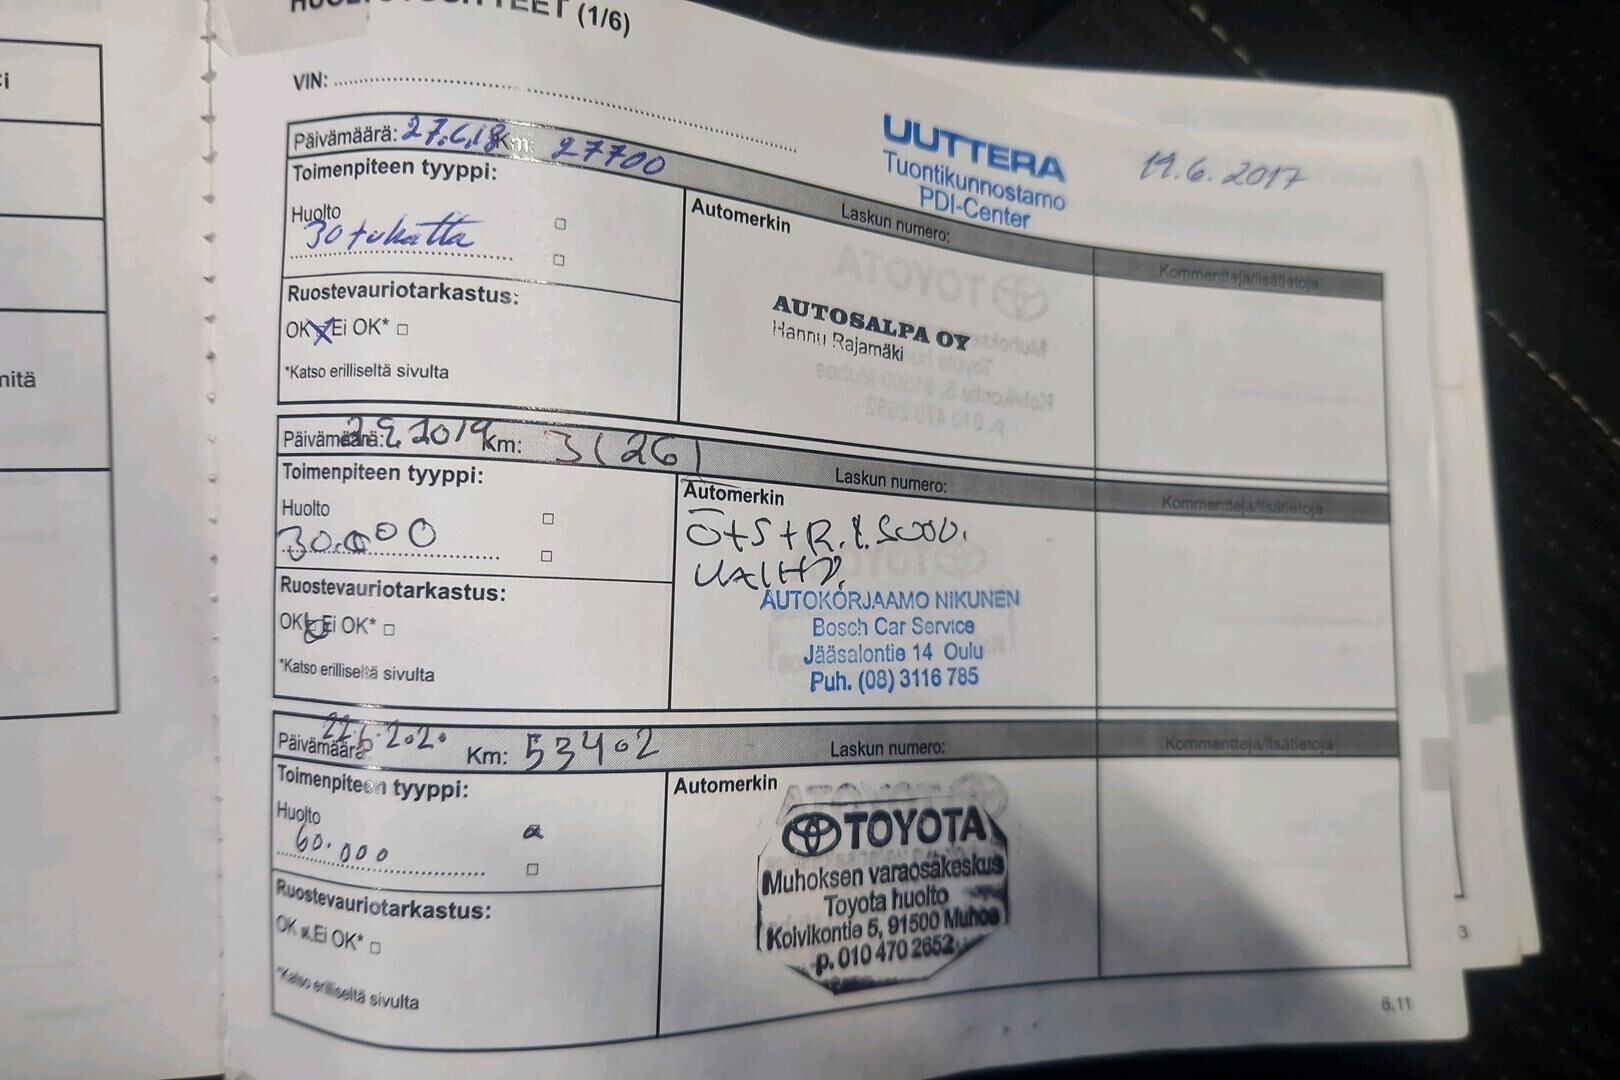 (1/6)
VIN:
UUTTERA
Tuontikunnostamo
PDI-Center
19.6.2017
Päivämäärä: 27.6.18 Km: 27700
Laskun numero:
Kommentteja/lisätietoja
Toimenpiteen tyyppi:
Huolto
30
Automerkin
Ruostevauriotarkastus:
OK Ei OK*
*Katso erilliseltä sivulta
AUTOSALPA OY
Hannu Rajamäki
Päivämäärä: 2019 Km:
Laskun numero:
Kommentteja/lisätietoja
Toimenpiteen tyyppi:
Huolto
30.000
Automerkin
Ruostevauriotarkastus:
OK Ei OK*
*Katso erilliseltä sivulta
AUTOKORJAAMO NIKUNEN
Bosch Car Service
Jääsalontie 14 Oulu
Puh. (08) 3116 785
Päivämäärä: 22.6.2020 Km: 53402
Laskun numero:
Kommentteja/lisätietoja
Toimenpiteen tyyppi:
Huolto
60.000
Automerkin
Ruostevauriotarkastus:
OK Ei OK*
*Katso erilliseltä sivulta
TOYOTA
Muhoksen varaosakeskus
Toyota huolto
Koivikontie 5, 91500 Muhos
p. 010 470 2652
6.11
3